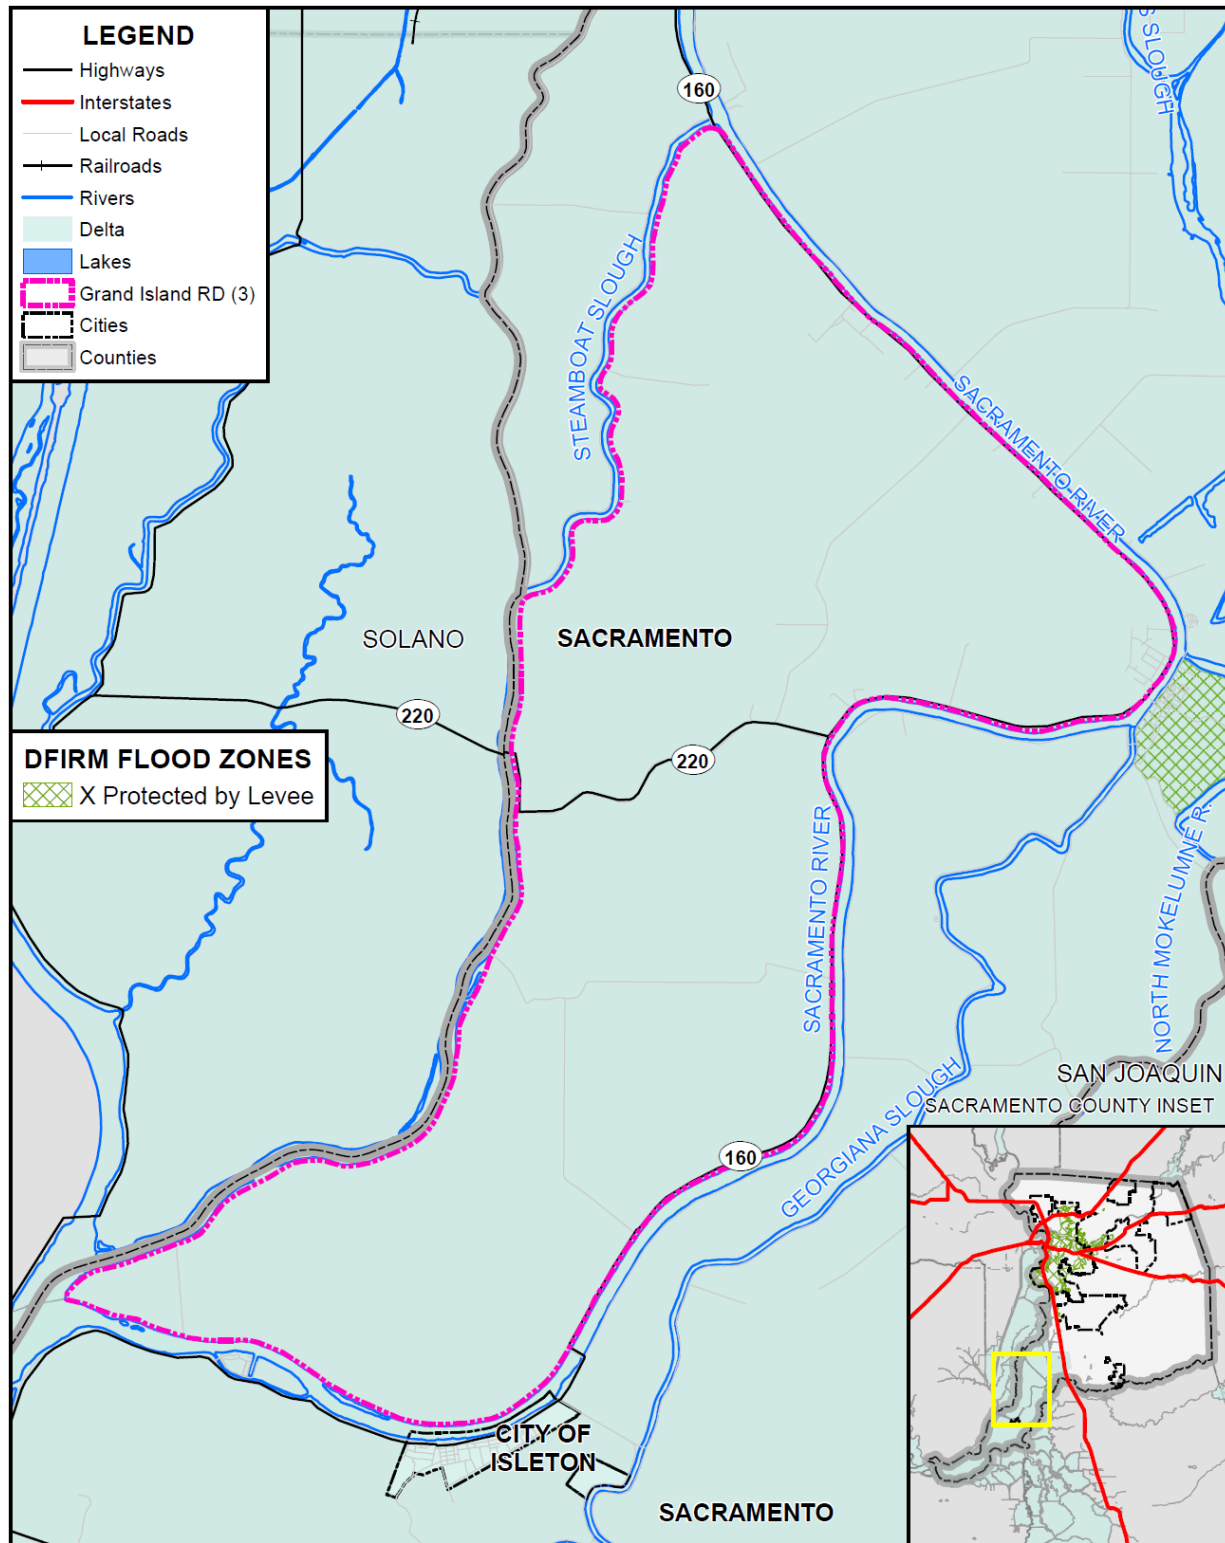 LEGEND
Highways
Interstates
Local Roads
Railroads
Rivers
Delta
Lakes
Grand Island RD (3)
Cities
Counties
160
S SLOUGH
STEAMBOAT SLOUGH
SACRAMENTO RIVER
SOLANO
SACRAMENTO
220
220
DFIRM FLOOD ZONES
X Protected by Levee
SACRAMENTO RIVER
NORTH MOKELUMNE R.
GEORGIANA SLOUGH
160
SAN JOAQUIN
SACRAMENTO COUNTY INSET
CITY OF
ISLETON
SACRAMENTO